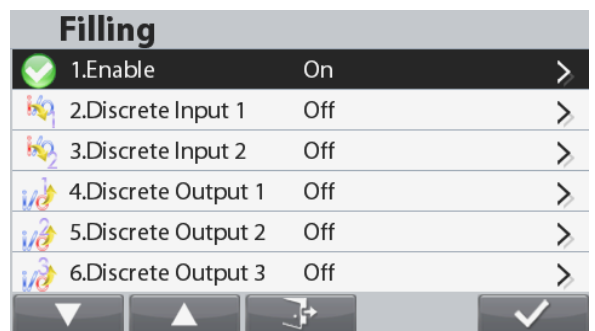 Filling
1.Enable On
2.Discrete Input 1 Off
3.Discrete Input 2 Off
4.Discrete Output 1 Off
5.Discrete Output 2 Off
6.Discrete Output 3 Off